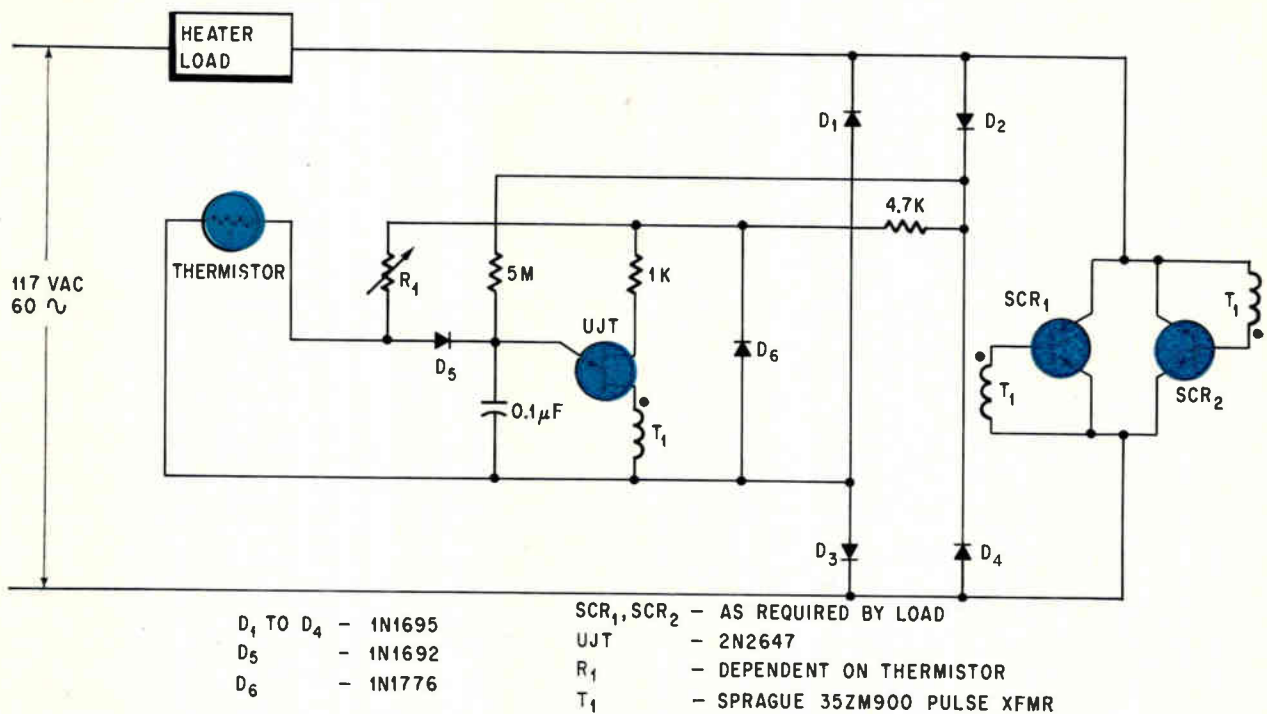 HEATER
LOAD
D1
D2
4.7K
THERMISTOR
R1
5M
1K
117 VAC
60 ∿
UJT
SCR1
T1
D5
D6
0.1µF
T1
T1
SCR2
D3
D4
D1 TO D4 – 1N1695
D5 – 1N1692
D6 – 1N1776
SCR1, SCR2 – AS REQUIRED BY LOAD
UJT – 2N2647
R1 – DEPENDENT ON THERMISTOR
T1 – SPRAGUE 35ZM900 PULSE XFMR